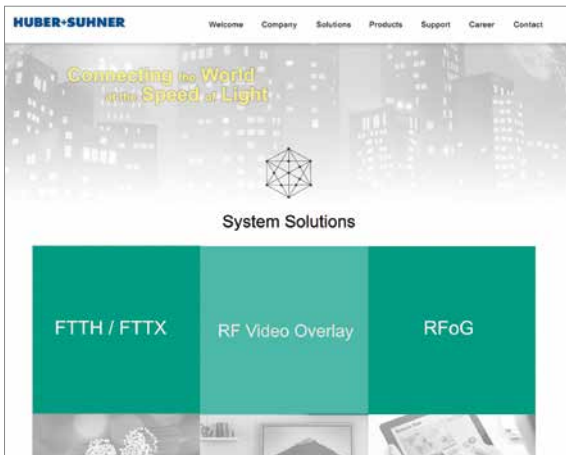 HUBER+SUHNER
Welcome Company Solutions Products Support Career Contact
Connecting the World
at the Speed of Light
System Solutions
FTTH / FTTX
RF Video Overlay
RFoG